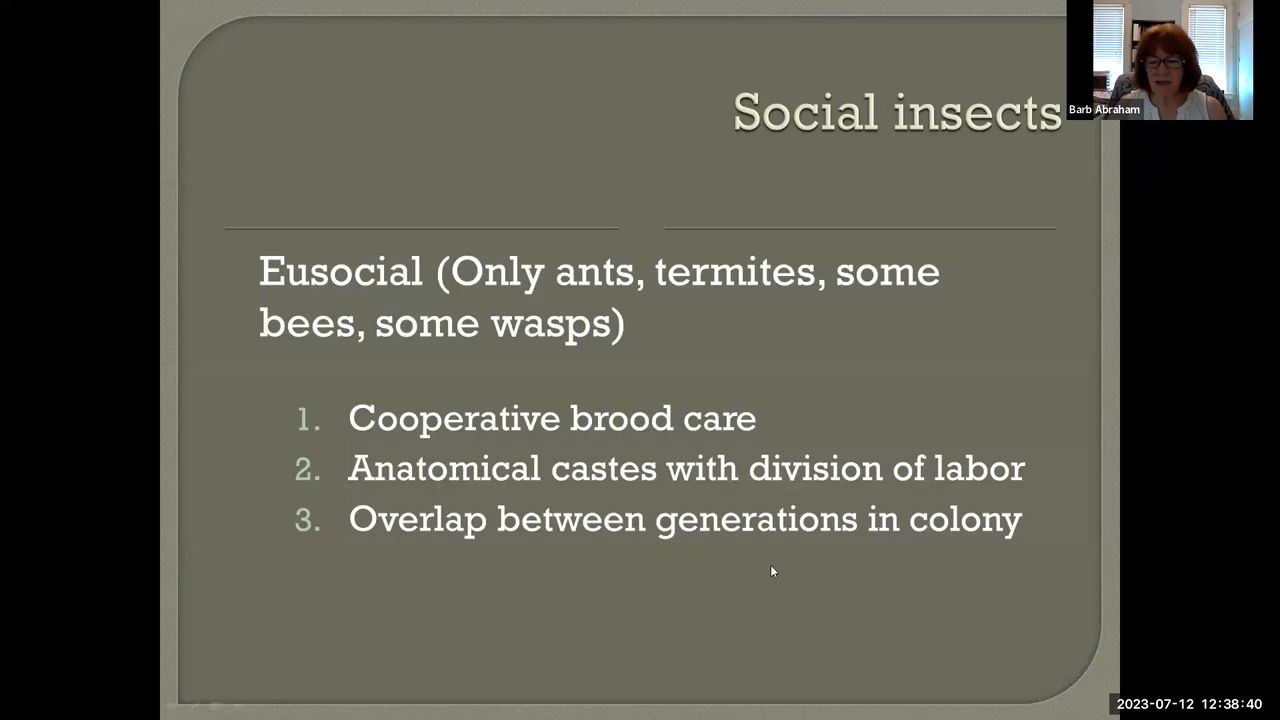 Social insects
Barb Abraham
Eusocial (Only ants, termites, some
bees, some wasps)
1. Cooperative brood care
2. Anatomical castes with division of labor
3. Overlap between generations in colony
2023-07-12 12:38:40